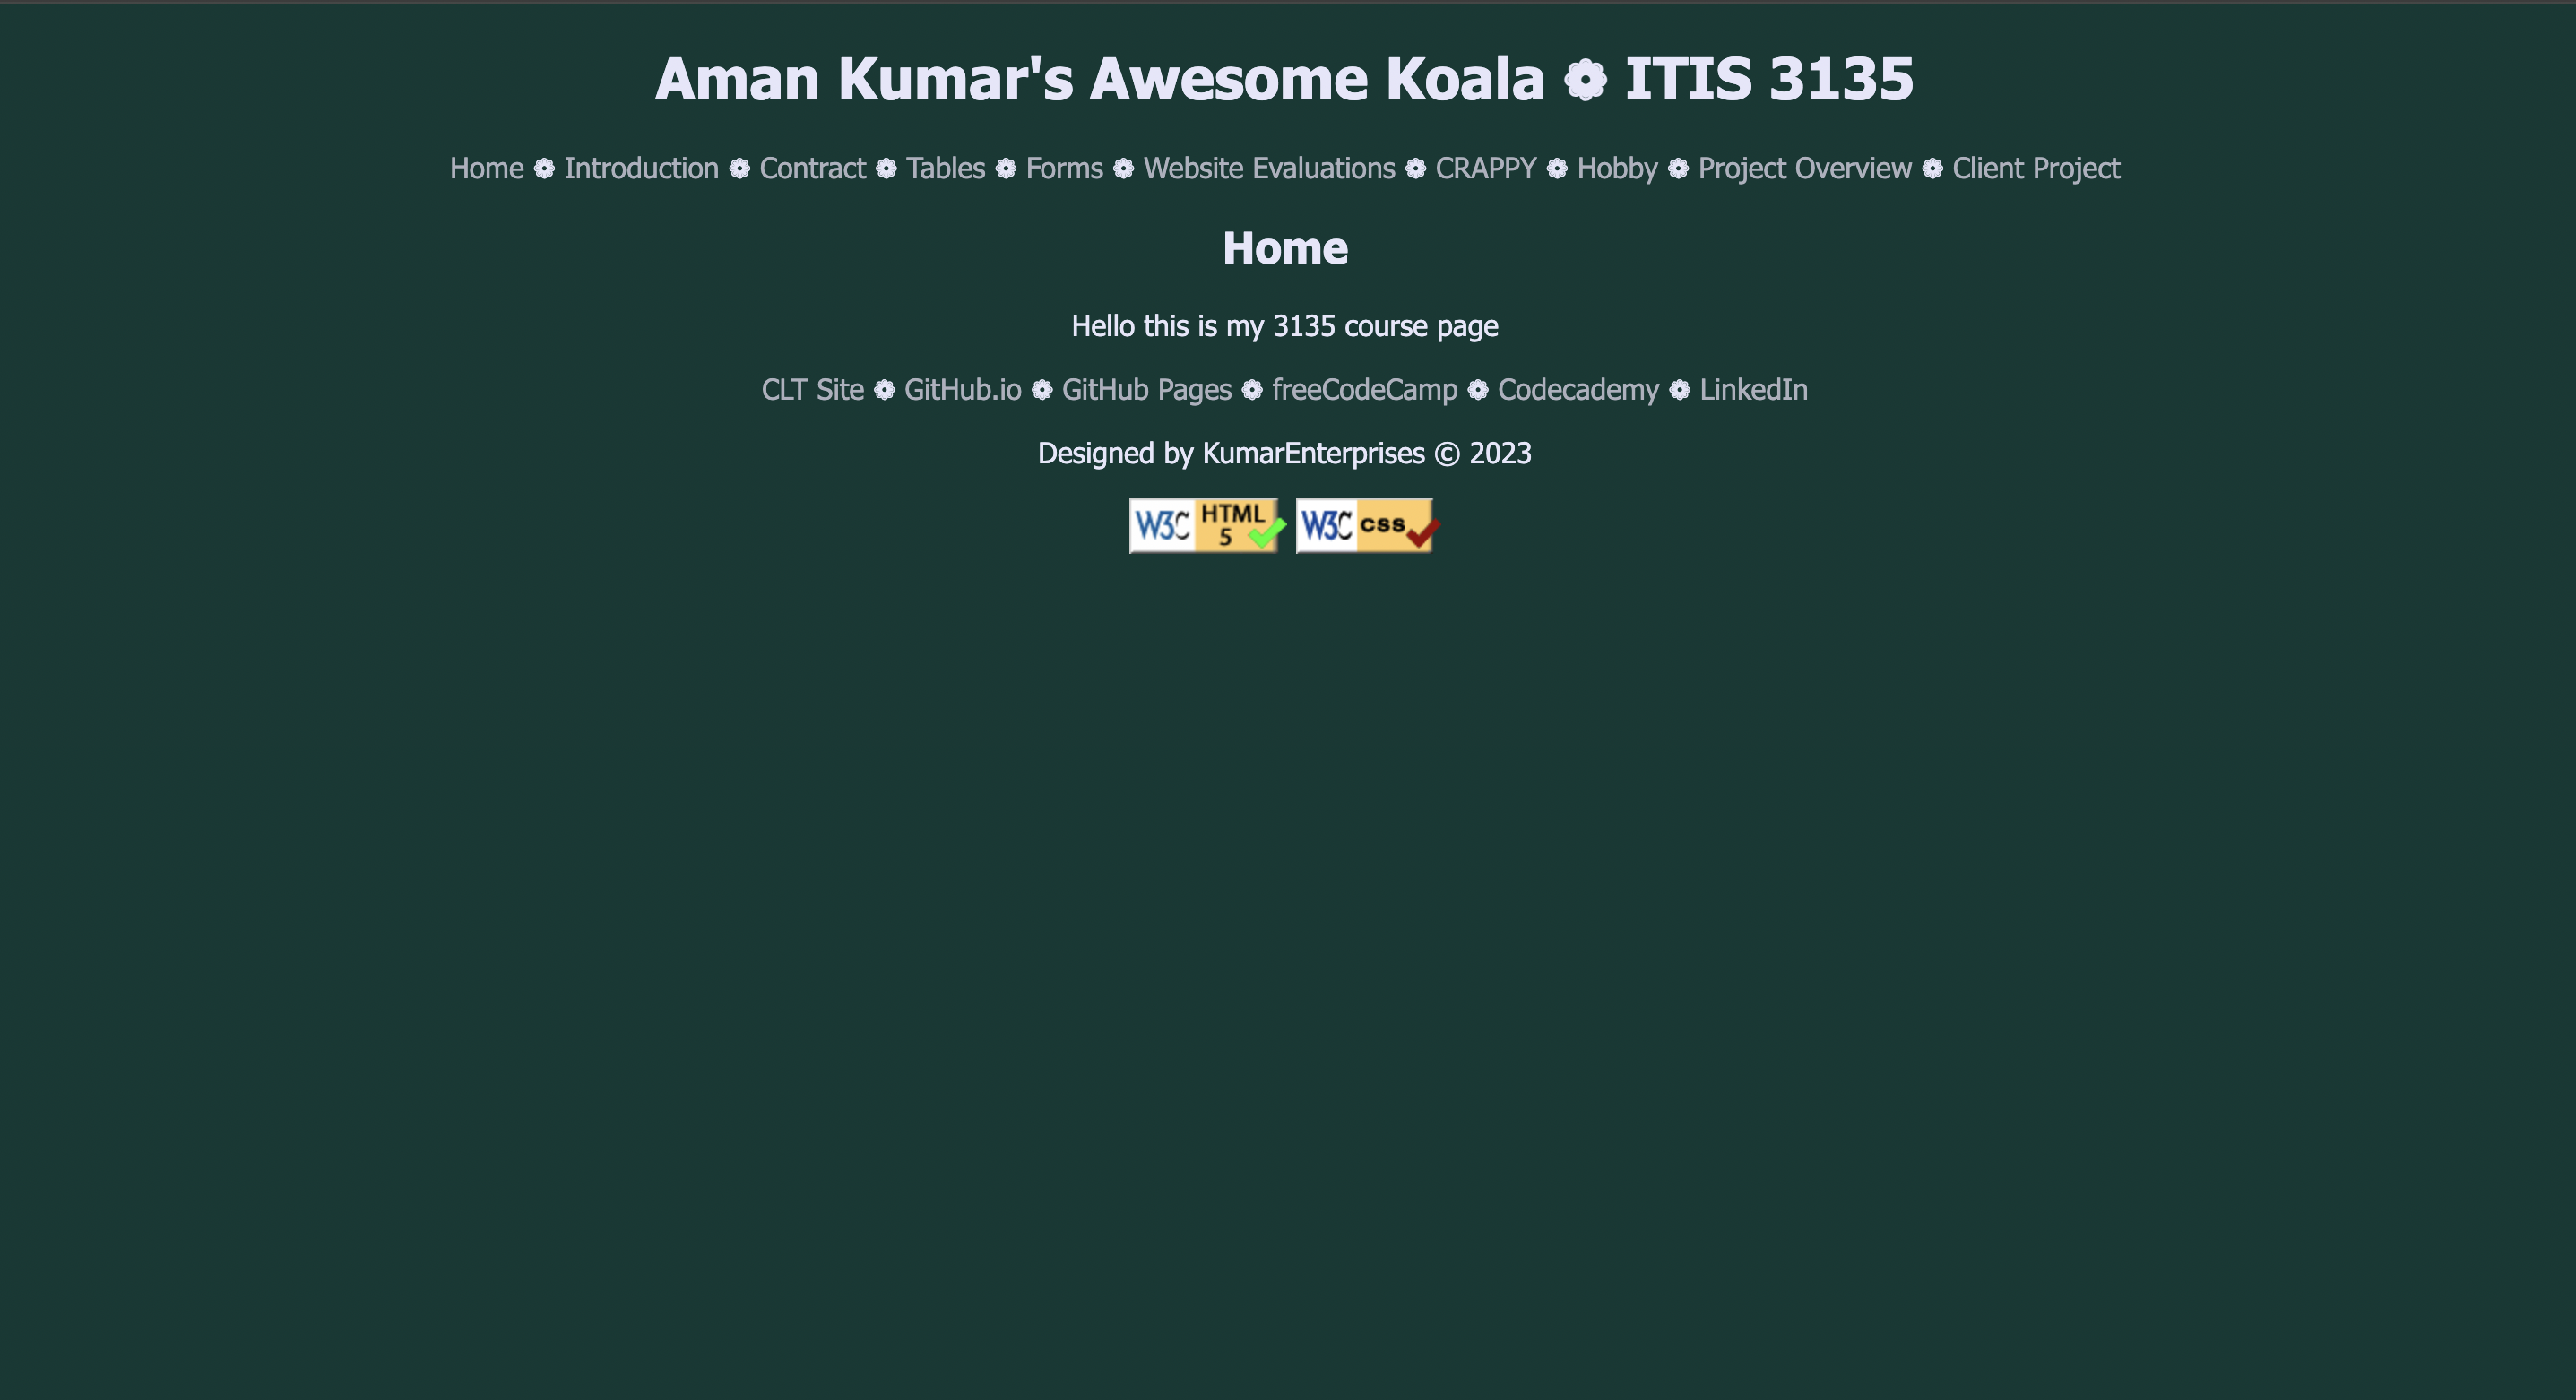 Aman Kumar's Awesome Koala ❁ ITIS 3135
Home ❁ Introduction ❁ Contract ❁ Tables ❁ Forms ❁ Website Evaluations ❁ CRAPPY ❁ Hobby ❁ Project Overview ❁ Client Project
Home
Hello this is my 3135 course page
CLT Site ❁ GitHub.io ❁ GitHub Pages ❁ freeCodeCamp ❁ Codecademy ❁ LinkedIn
Designed by KumarEnterprises © 2023
W3C HTML 5 W3C css